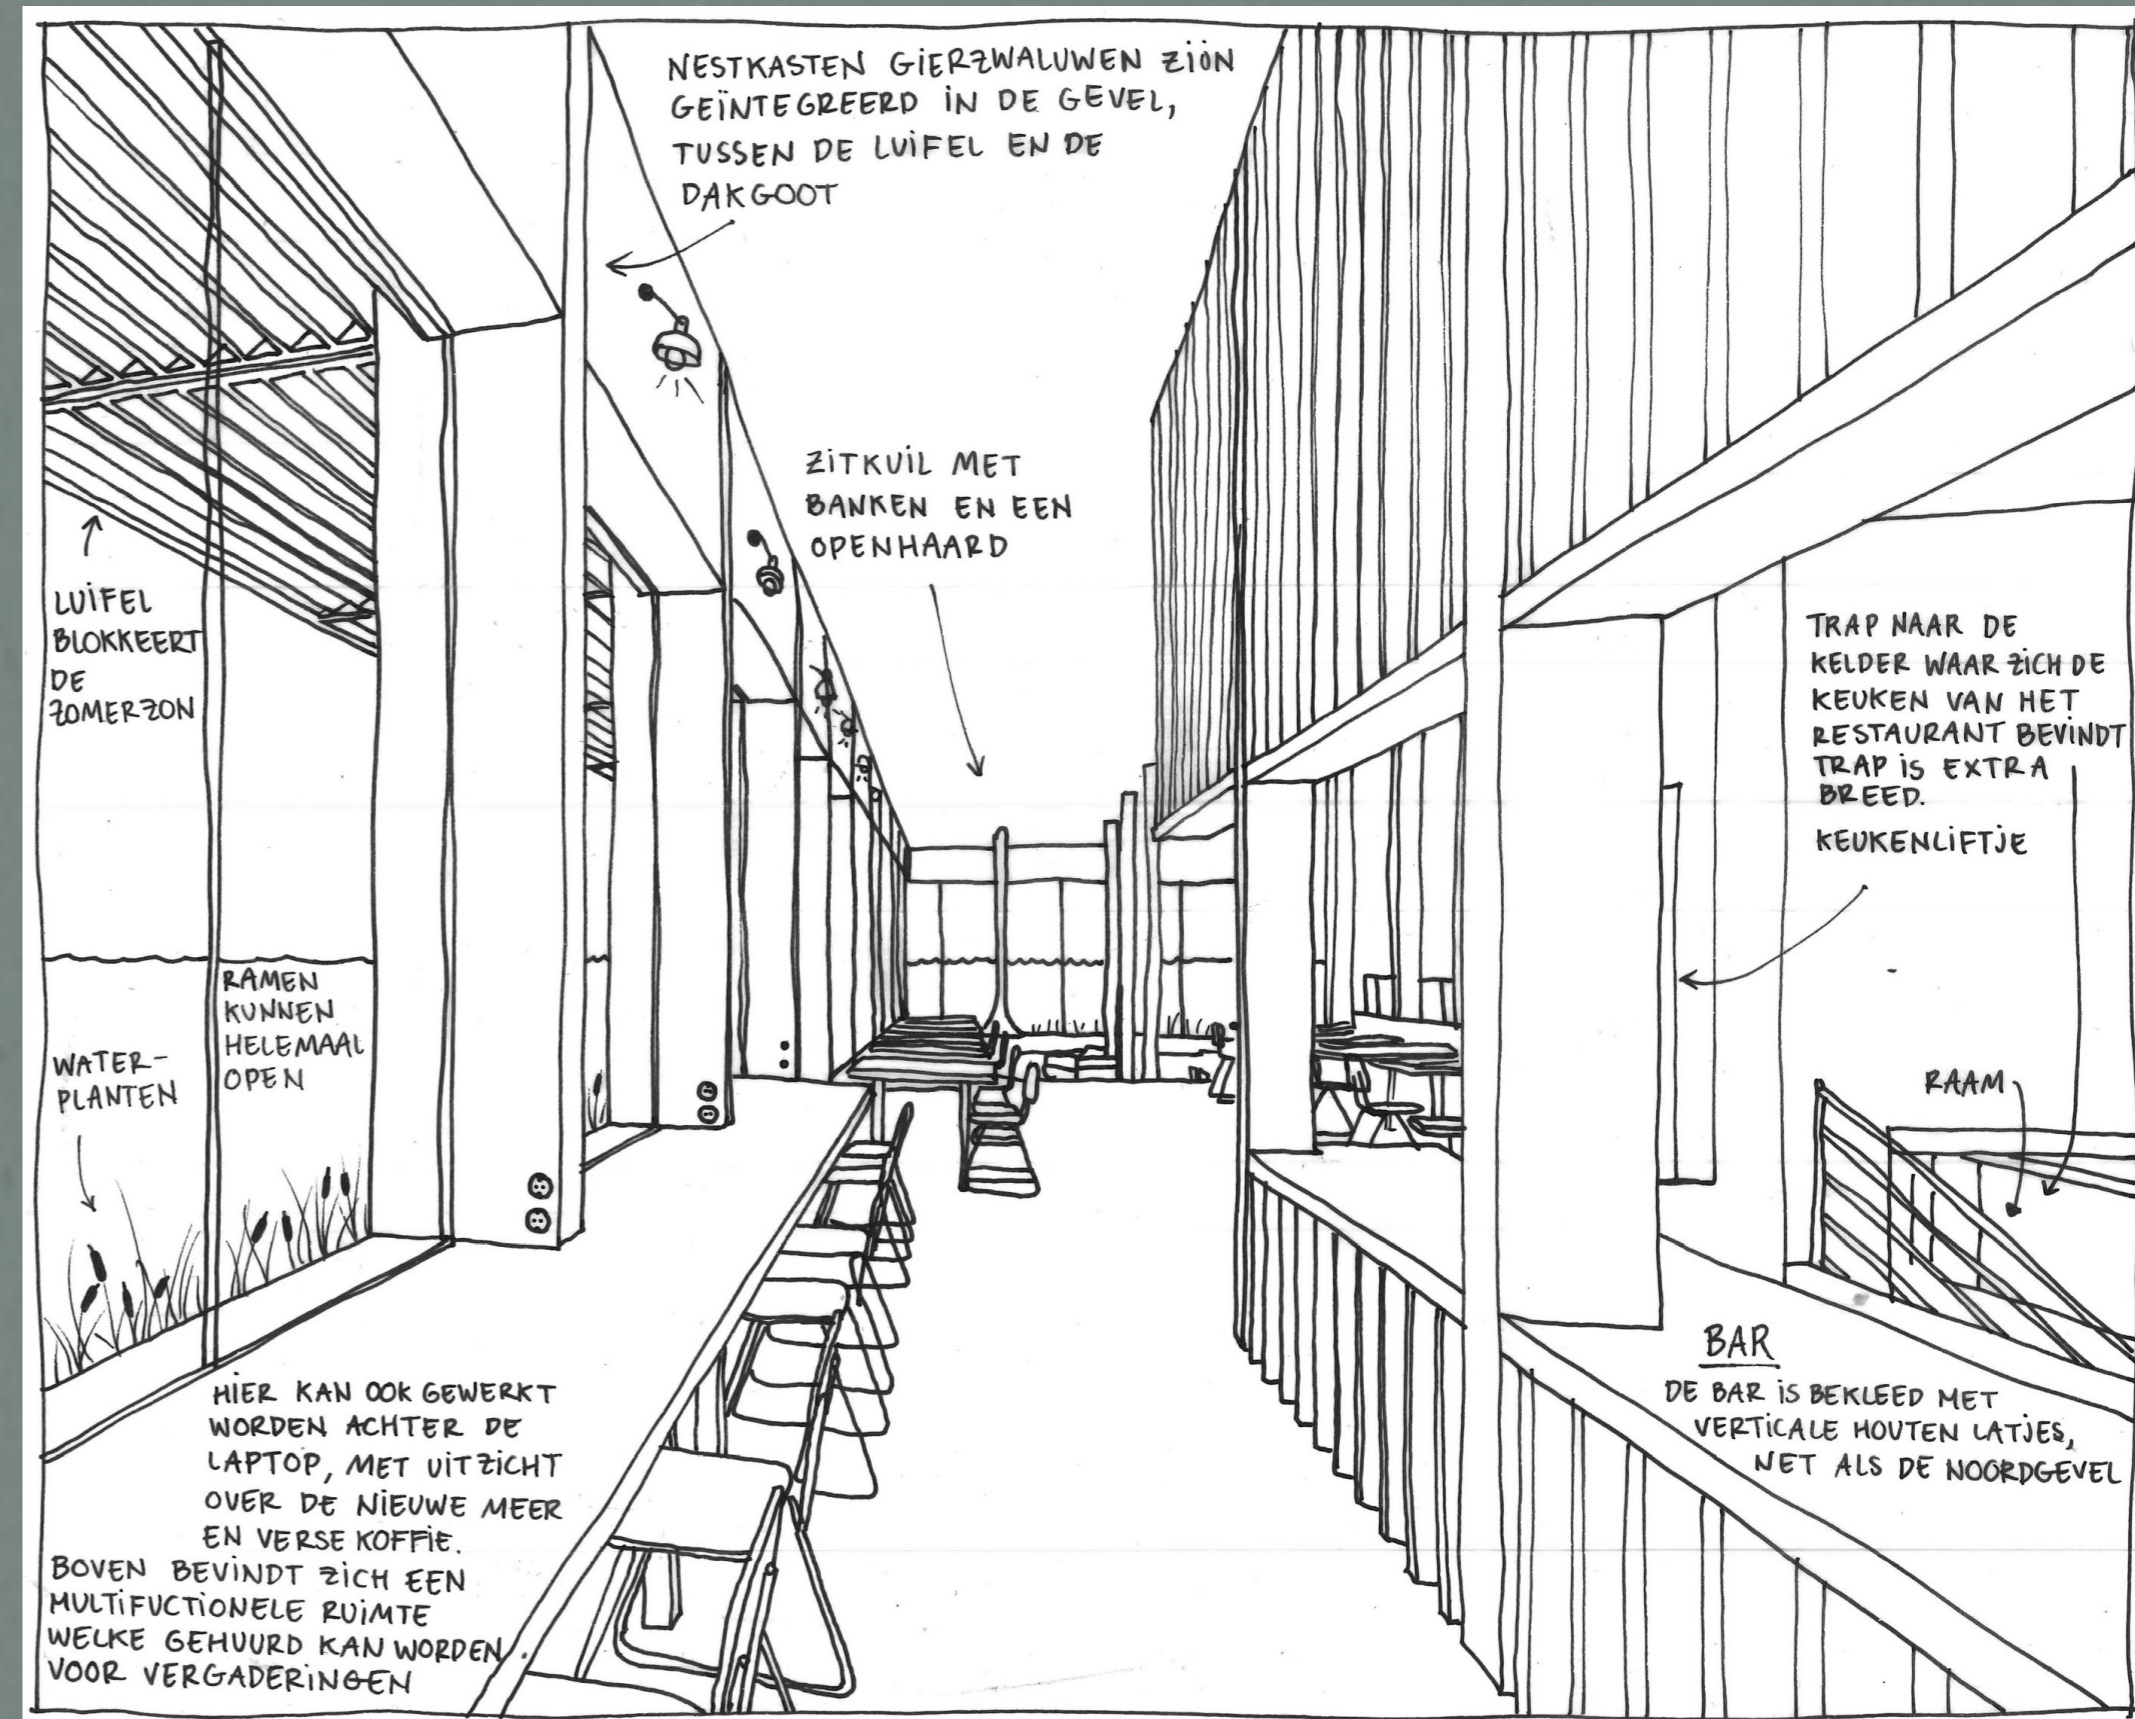 NESTKASTEN GIERZWALUWEN ZIJN
GEÏNTEGREERD IN DE GEVEL,
TUSSEN DE LUIFEL EN DE
DAKGOOT
ZITKUIL MET
BANKEN EN EEN
OPENHAARD
LUIFEL
BLOKKEERT
DE
ZOMERZON
TRAP NAAR DE
KELDER WAAR ZICH DE
KEUKEN VAN HET
RESTAURANT BEVINDT
TRAP IS EXTRA
BREED.
KEUKENLIFTJE
RAMEN
KUNNEN
HELEMAAL
OPEN
WATER-
PLANTEN
RAAM
BAR
DE BAR IS BEKLEED MET
VERTICALE HOUTEN LATJES,
NET ALS DE NOORDGEVEL
HIER KAN OOK GEWERKT
WORDEN ACHTER DE
LAPTOP, MET UITZICHT
OVER DE NIEUWE MEER
EN VERSE KOFFIE.
BOVEN BEVINDT ZICH EEN
MULTIFUCTIONELE RUIMTE
WELKE GEHUURD KAN WORDEN
VOOR VERGADERINGEN